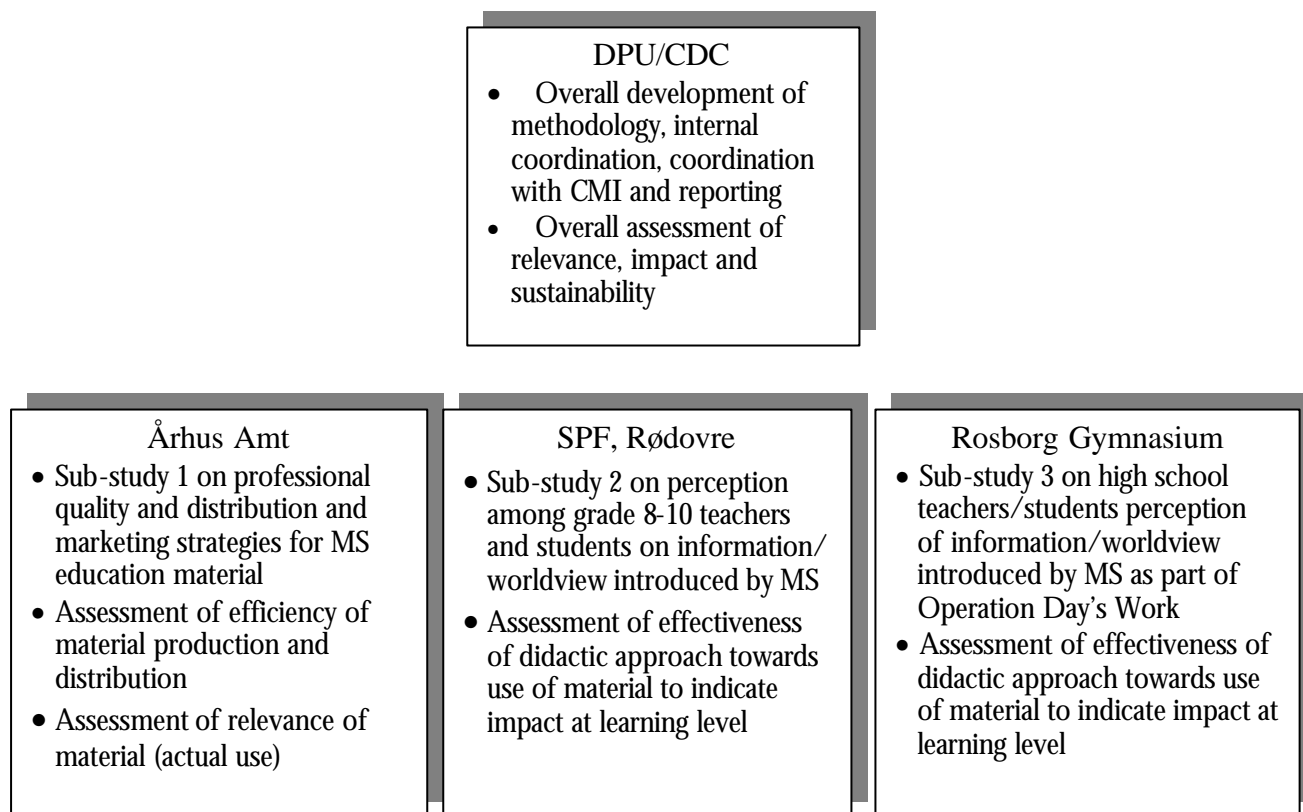 DPU/CDC
• Overall development of
methodology, internal
coordination, coordination
with CMI and reporting
• Overall assessment of
relevance, impact and
sustainability
Århus Amt
• Sub-study 1 on professional
quality and distribution and
marketing strategies for MS
education material
• Assessment of efficiency of
material production and
distribution
• Assessment of relevance of
material (actual use)
SPF, Rødovre
• Sub-study 2 on perception
among grade 8-10 teachers
and students on information/
worldview introduced by MS
• Assessment of effectiveness
of didactic approach towards
use of material to indicate
impact at learning level
Rosborg Gymnasium
• Sub-study 3 on high school
teachers/students perception
of information/worldview
introduced by MS as part of
Operation Day's Work
• Assessment of effectiveness of
didactic approach towards use
of material to indicate impact at
learning level